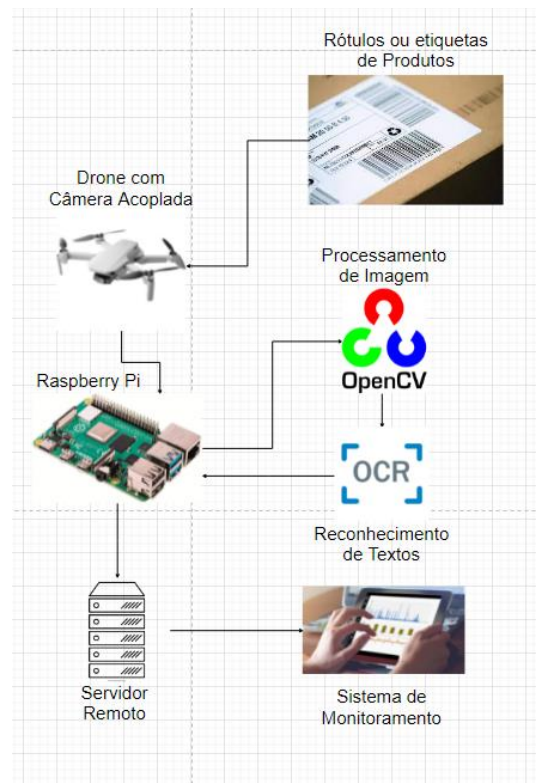 Rótulos ou etiquetas
de Produtos
Drone com
Câmera Acoplada
Processamento
de Imagem
OpenCV
Raspberry Pi
OCR
Reconhecimento
de Textos
Servidor
Remoto
Sistema de
Monitoramento